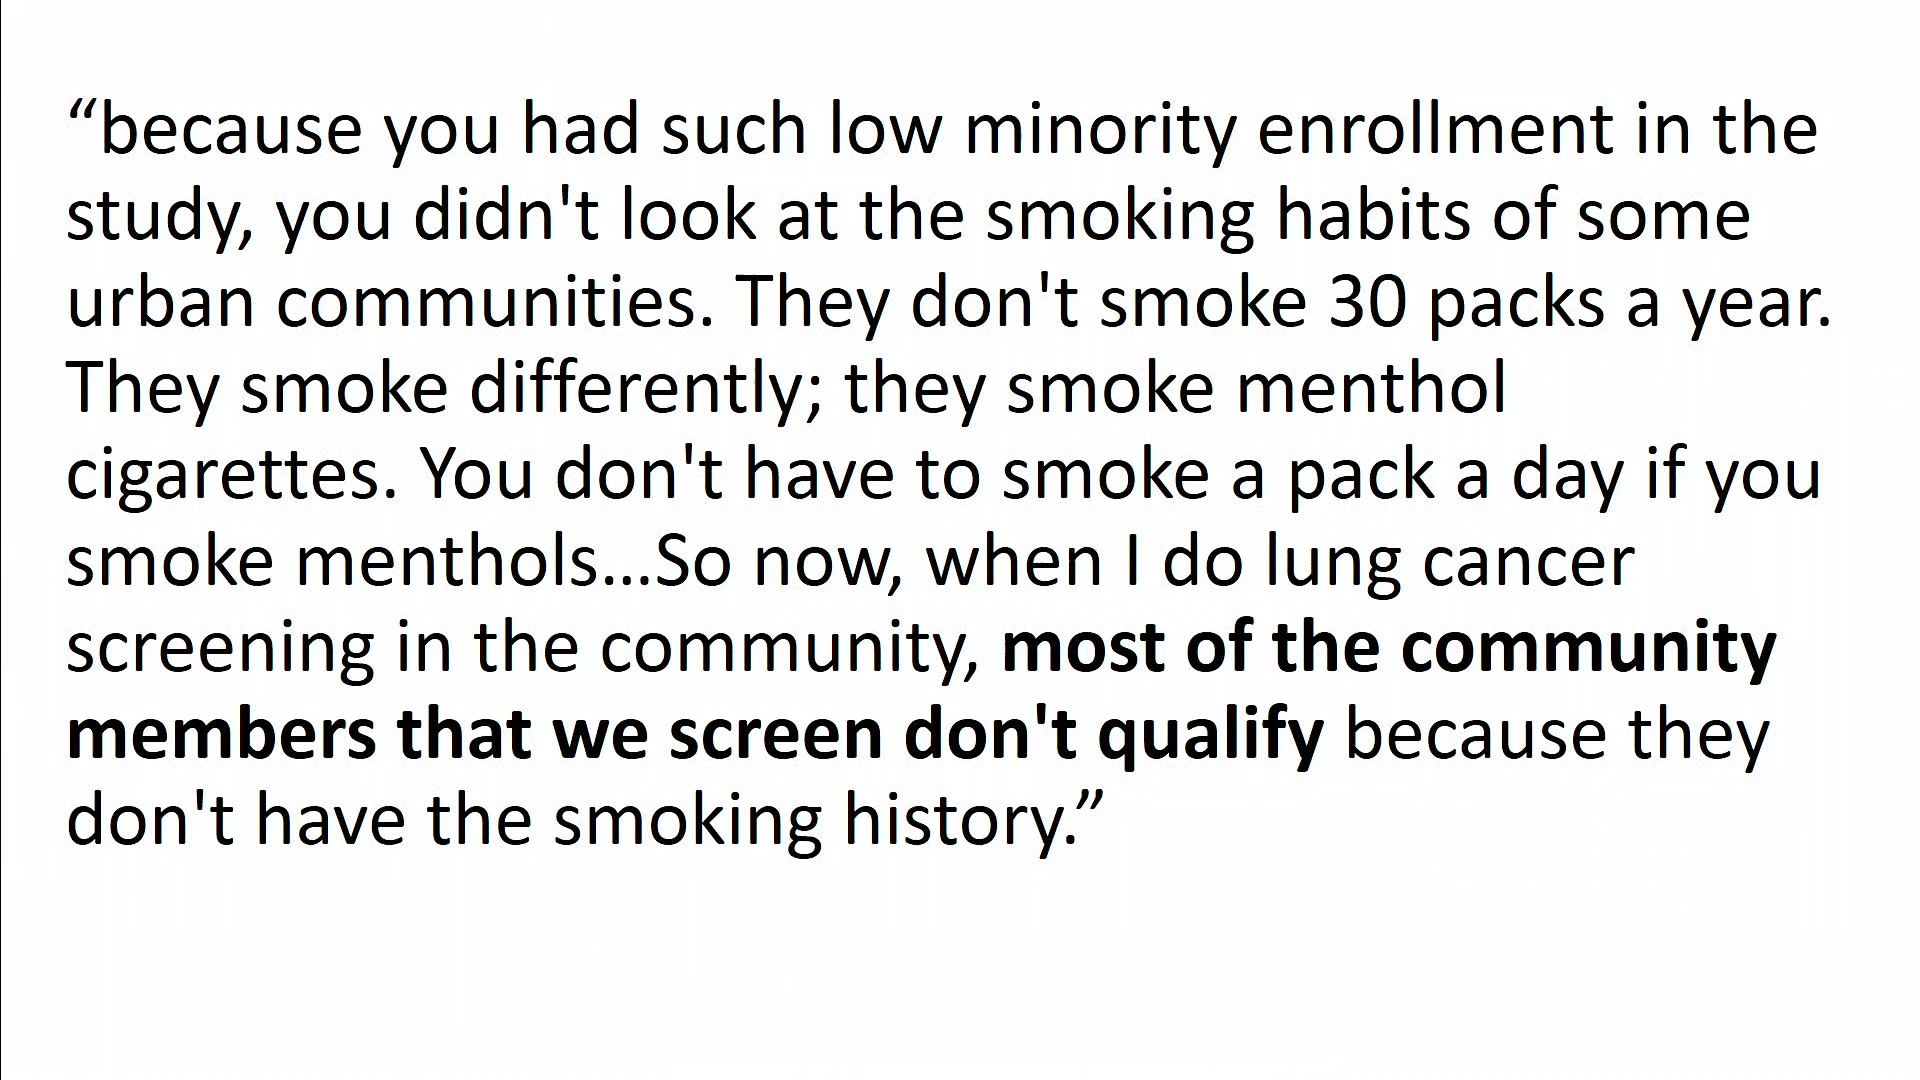 “because you had such low minority enrollment in the
study, you didn't look at the smoking habits of some
urban communities. They don't smoke 30 packs a year.
They smoke differently; they smoke menthol
cigarettes. You don't have to smoke a pack a day if you
smoke menthols...So now, when I do lung cancer
screening in the community, most of the community
members that we screen don't qualify because they
don't have the smoking history.”